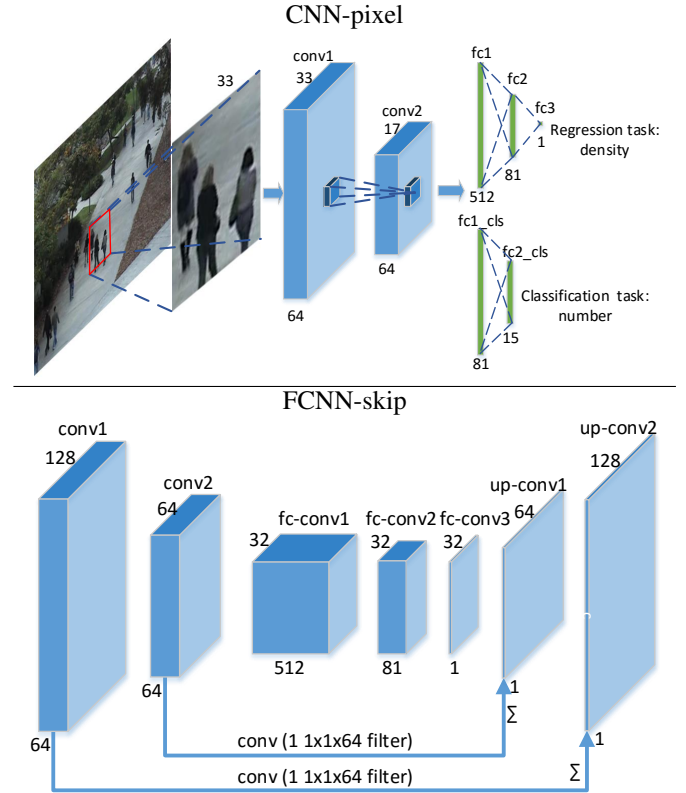 CNN-pixel
33
conv1
33
64
conv2
17
64
fc1
512
fc2
81
fc3
1
Regression task:
density
fc1_cls
81
fc2_cls
15
Classification task:
number
FCNN-skip
conv1
128
64
conv2
64
64
fc-conv1
32
512
fc-conv2
32
81
fc-conv3
32
1
up-conv1
64
1
Σ
up-conv2
128
1
Σ
conv (1 1x1x64 filter)
conv (1 1x1x64 filter)